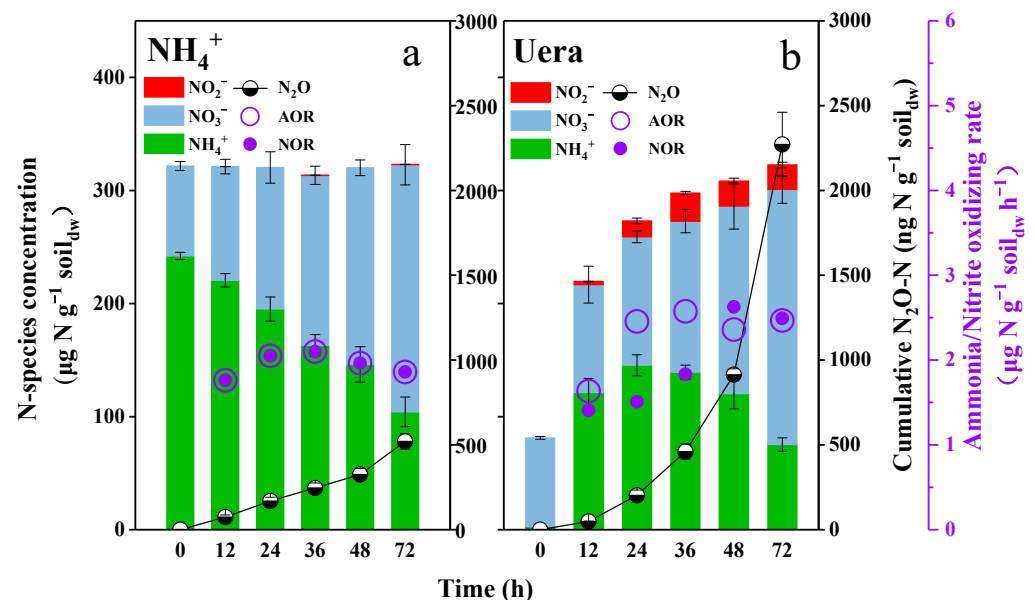 NH₄⁺
a
NO₂⁻ N₂O
NO₃⁻ AOR
NH₄⁺ NOR
Uera
b
NO₂⁻ N₂O
NO₃⁻ AOR
NH₄⁺ NOR
N-species concentration
(μg N g⁻¹ soil_dw)
400
300
200
100
0
3000
2500
2000
1500
1000
500
0
3000
2500
2000
1500
1000
500
0
Cumulative N₂O-N (ng N g⁻¹ soil_dw)
6
5
4
3
2
1
0
Ammonia/Nitrite oxidizing rate
(μg N g⁻¹ soil_dw h⁻¹)
0 12 24 36 48 72
0 12 24 36 48 72
Time (h)